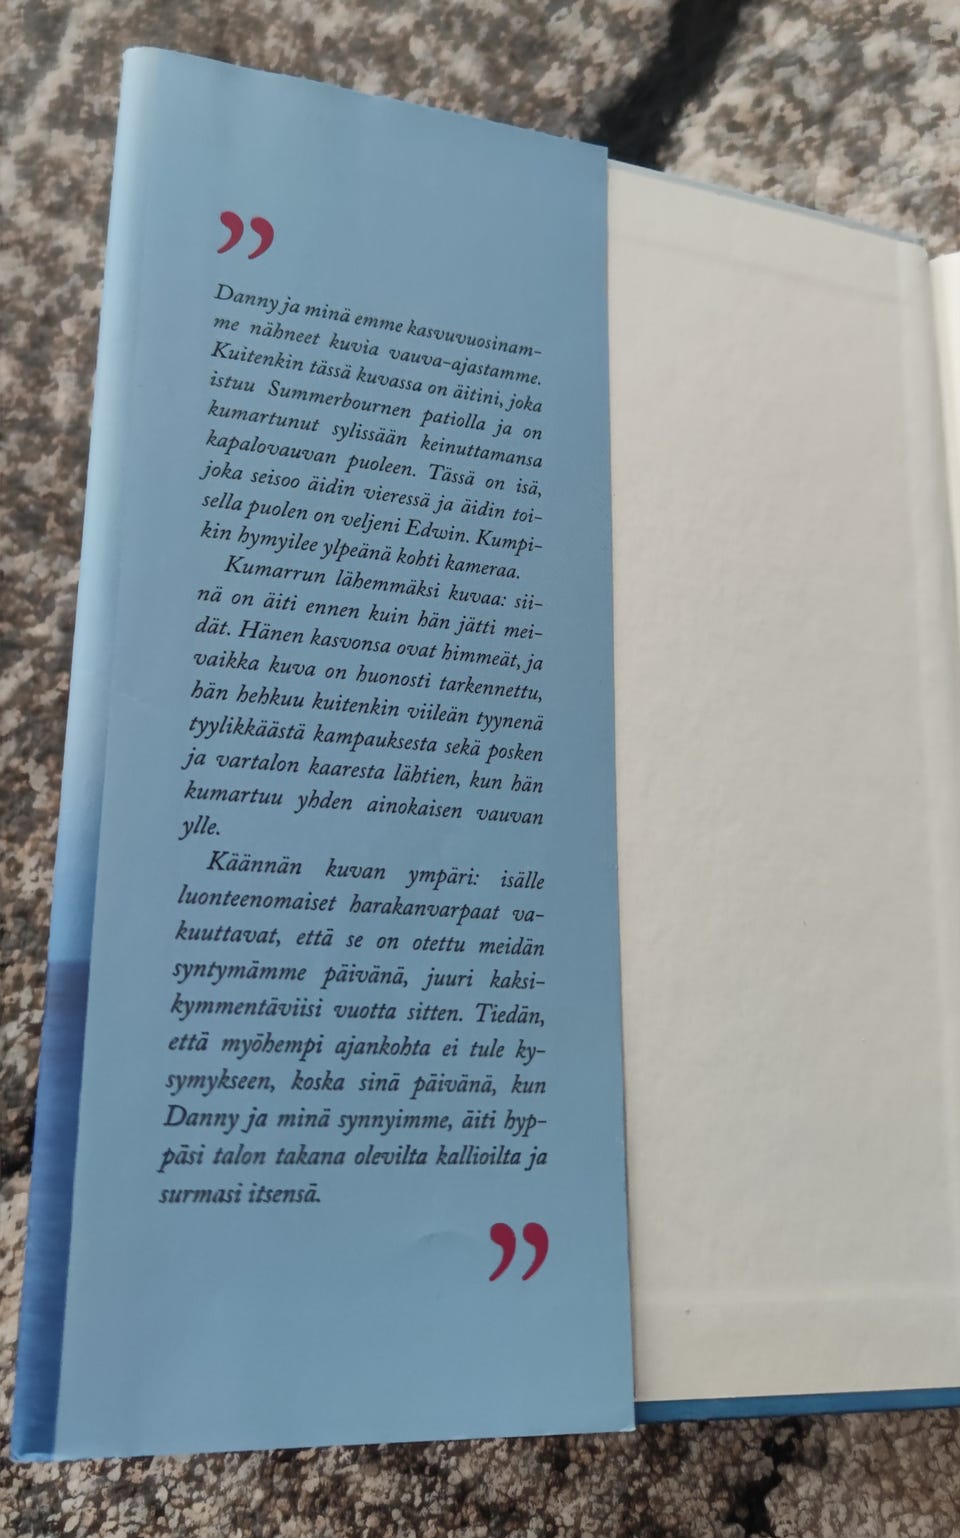 ”
Danny ja minä emme kasvuvuosinam-
me nähneet kuvia vauva-ajastamme.
Kuitenkin tässä kuvassa on äitini, joka
istuu Summerbournen patiolla ja on
kumartunut sylissään keinuttamansa
kapalovauvan puoleen. Tässä on isä,
joka seisoo äidin vieressä ja äidin toi-
sella puolen on veljeni Edwin. Kumpi-
kin hymyilee ylpeänä kohti kameraa.
Kumarrun lähemmäksi kuvaa: sii-
nä on äiti ennen kuin hän jätti mei-
dät. Hänen kasvonsa ovat himmeät, ja
vaikka kuva on huonosti tarkennettu,
hän hehkuu kuitenkin viileän tyynenä
tyylikkäästä kampauksesta sekä posken
ja vartalon kaaresta lähtien, kun hän
kumartuu yhden ainokaisen vauvan
ylle.
Käännän kuvan ympäri: isälle
luonteenomaiset harakanvarpaat va-
kuuttavat, että se on otettu meidän
syntymämme päivänä, juuri kaksi-
kymmentäviisi vuotta sitten. Tiedän,
että myöhempi ajankohta ei tule ky-
symykseen, koska sinä päivänä, kun
Danny ja minä synnyimme, äiti hyp-
päsi talon takana olevilta kallioilta ja
surmasi itsensä.
”